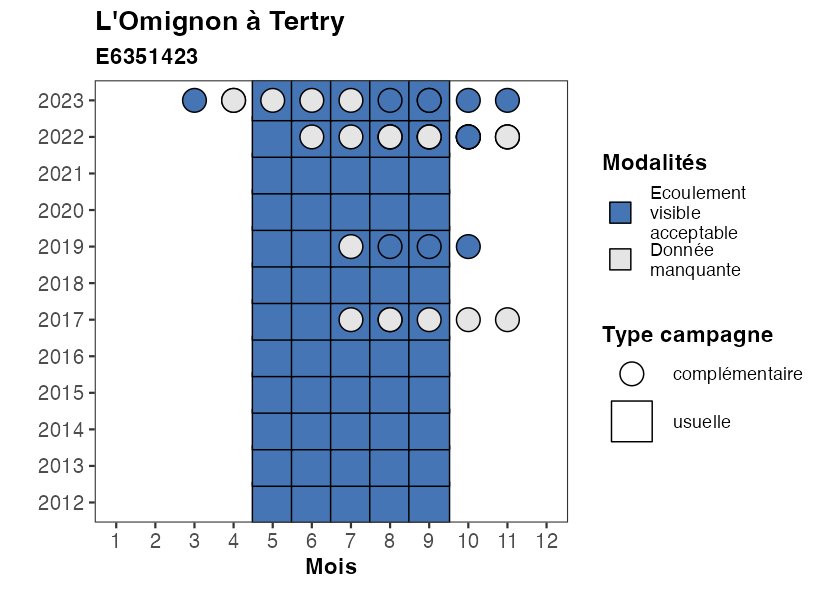 L'Omignon à Tertry
E6351423
2023
2022
2021
2020
2019
2018
2017
2016
2015
2014
2013
2012
1 2 3 4 5 6 7 8 9 10 11 12
Mois
Modalités
Ecoulement
visible
acceptable
Donnée
manquante
Type campagne
complémentaire
usuelle